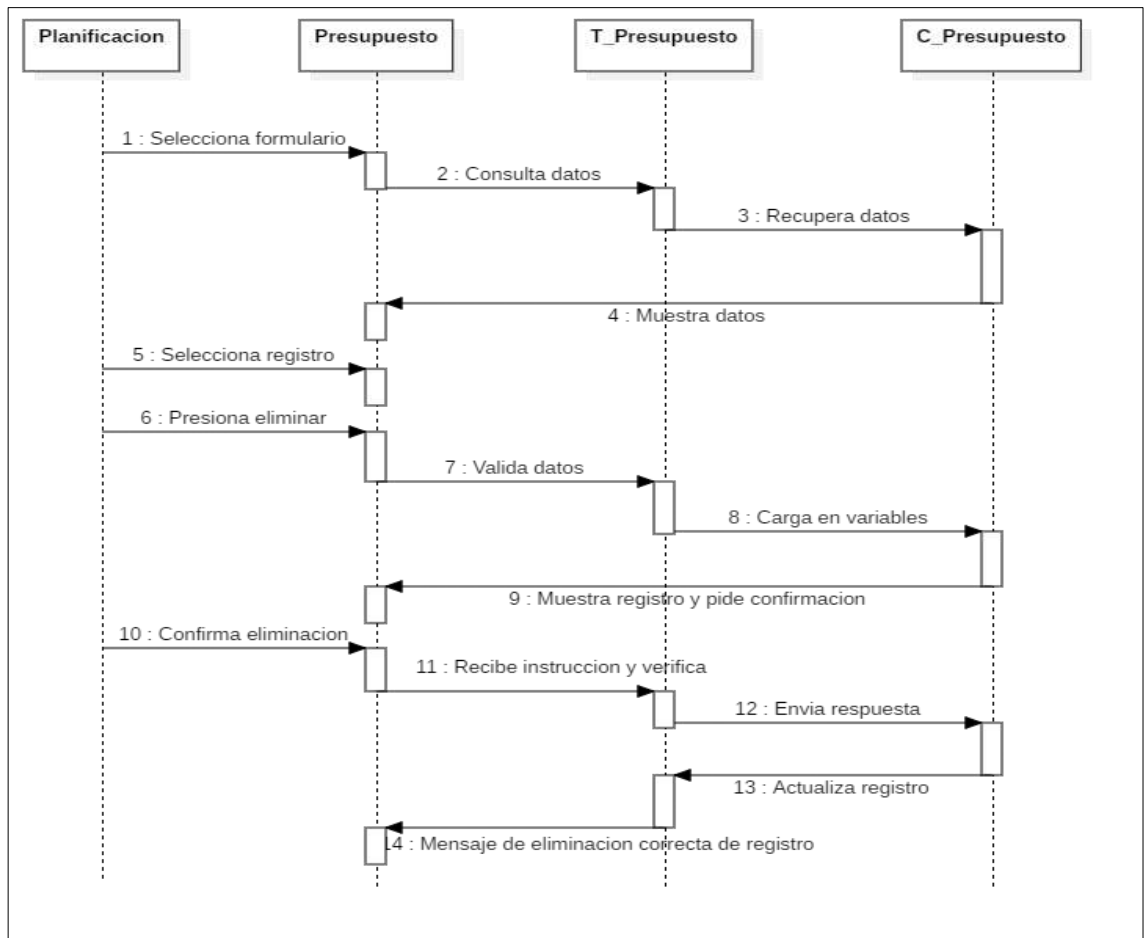 Planificacion
Presupuesto
T_Presupuesto
C_Presupuesto
1 : Selecciona formulario
2 : Consulta datos
3 : Recupera datos
4 : Muestra datos
5 : Selecciona registro
6 : Presiona eliminar
7 : Valida datos
8 : Carga en variables
9 : Muestra registro y pide confirmacion
10 : Confirma eliminacion
11 : Recibe instruccion y verifica
12 : Envia respuesta
13 : Actualiza registro
14 : Mensaje de eliminacion correcta de registro